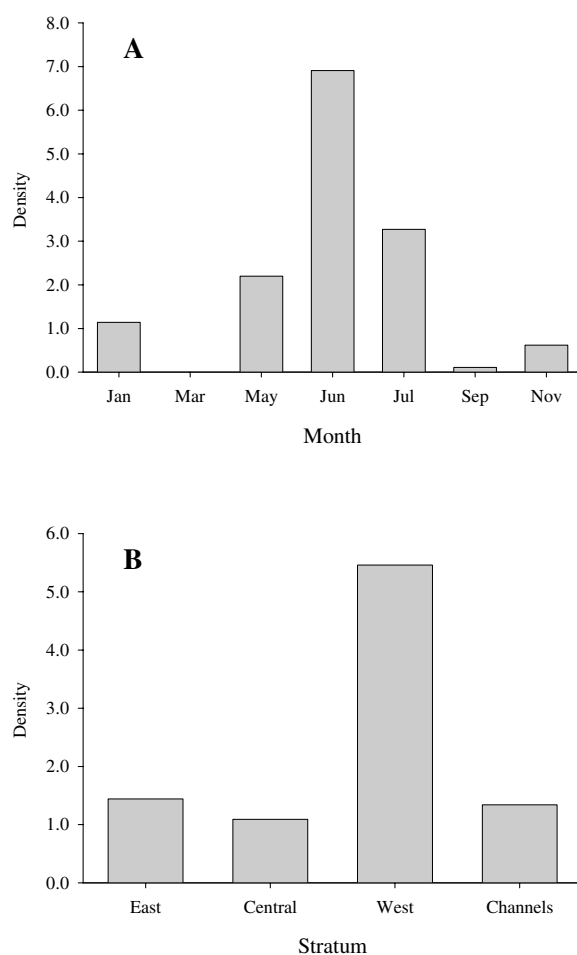 A
8.0
7.0
6.0
5.0
4.0
3.0
2.0
1.0
0.0
Density
Jan Mar May Jun Jul Sep Nov
Month
B
6.0
5.0
4.0
3.0
2.0
1.0
0.0
Density
East Central West Channels
Stratum